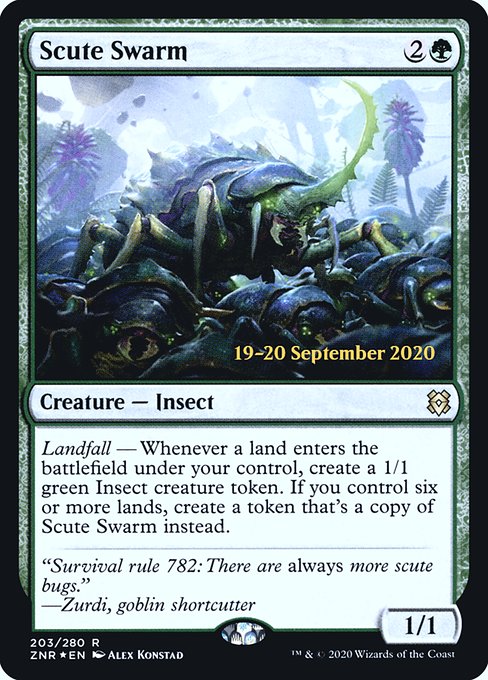 Scute Swarm 2
19–20 September 2020
Creature — Insect
Landfall — Whenever a land enters the
battlefield under your control, create a 1/1
green Insect creature token. If you control six
or more lands, create a token that's a copy of
Scute Swarm instead.
“Survival rule 782: There are always more scute
bugs.”
—Zurdi, goblin shortcutter
1/1
203/280 R
ZNR★EN Alex Konstad
™ & © 2020 Wizards of the Coast